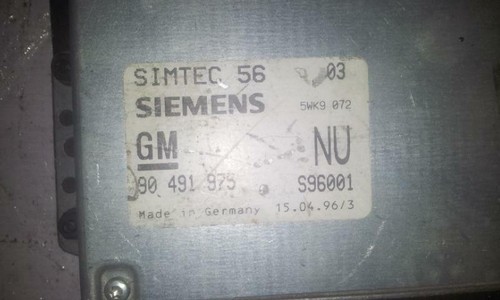 SIMTEC 56 03
SIEMENS 5WK9 072
GM NU
90 491 975 S96001
Made in Germany 15.04.96/3